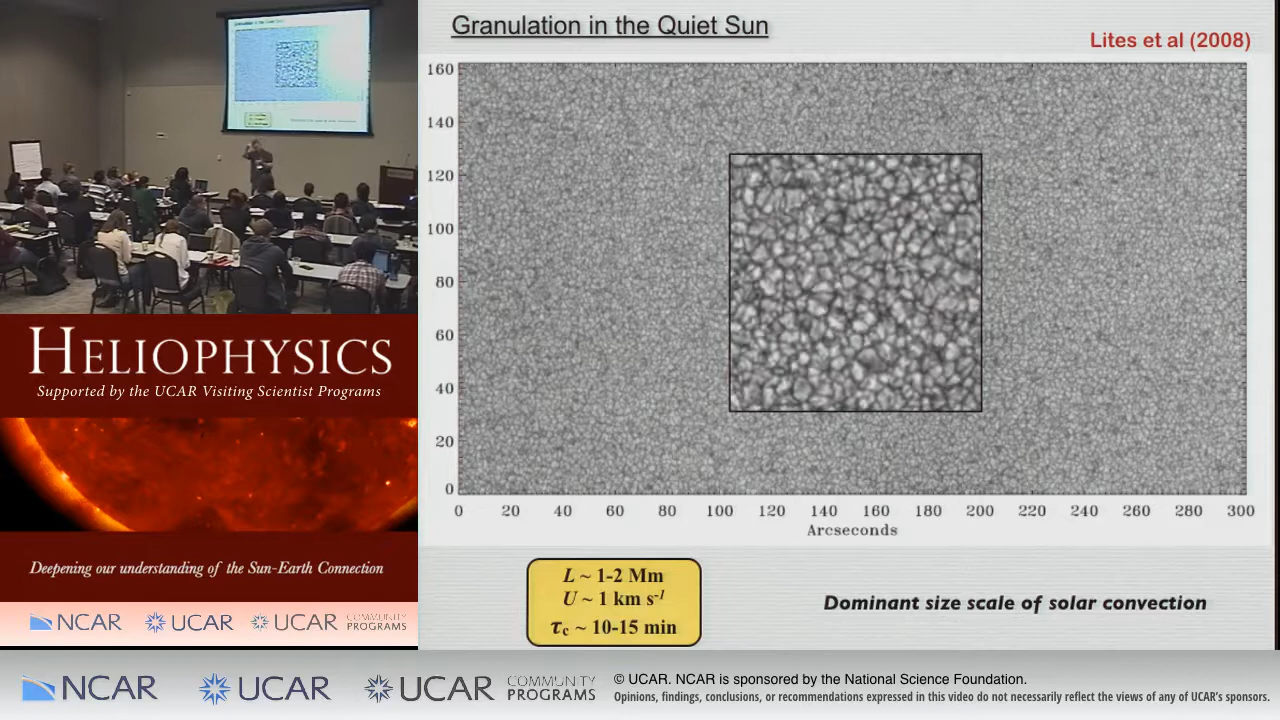 Granulation in the Quiet Sun
Lites et al (2008)
160
140
120
100
80
60
40
20
0
0 20 40 60 80 100 120 140 160 180 200 220 240 260 280 300
Arcseconds
L ~ 1-2 Mm
U ~ 1 km s-1
τc ~ 10-15 min
Dominant size scale of solar convection
HELIOPHYSICS
Supported by the UCAR Visiting Scientist Programs
Deepening our understanding of the Sun-Earth Connection
NCAR UCAR UCAR COMMUNITY PROGRAMS
NCAR UCAR UCAR COMMUNITY PROGRAMS
© UCAR. NCAR is sponsored by the National Science Foundation.
Opinions, findings, conclusions, or recommendations expressed in this video do not necessarily reflect the views of any of UCAR's sponsors.